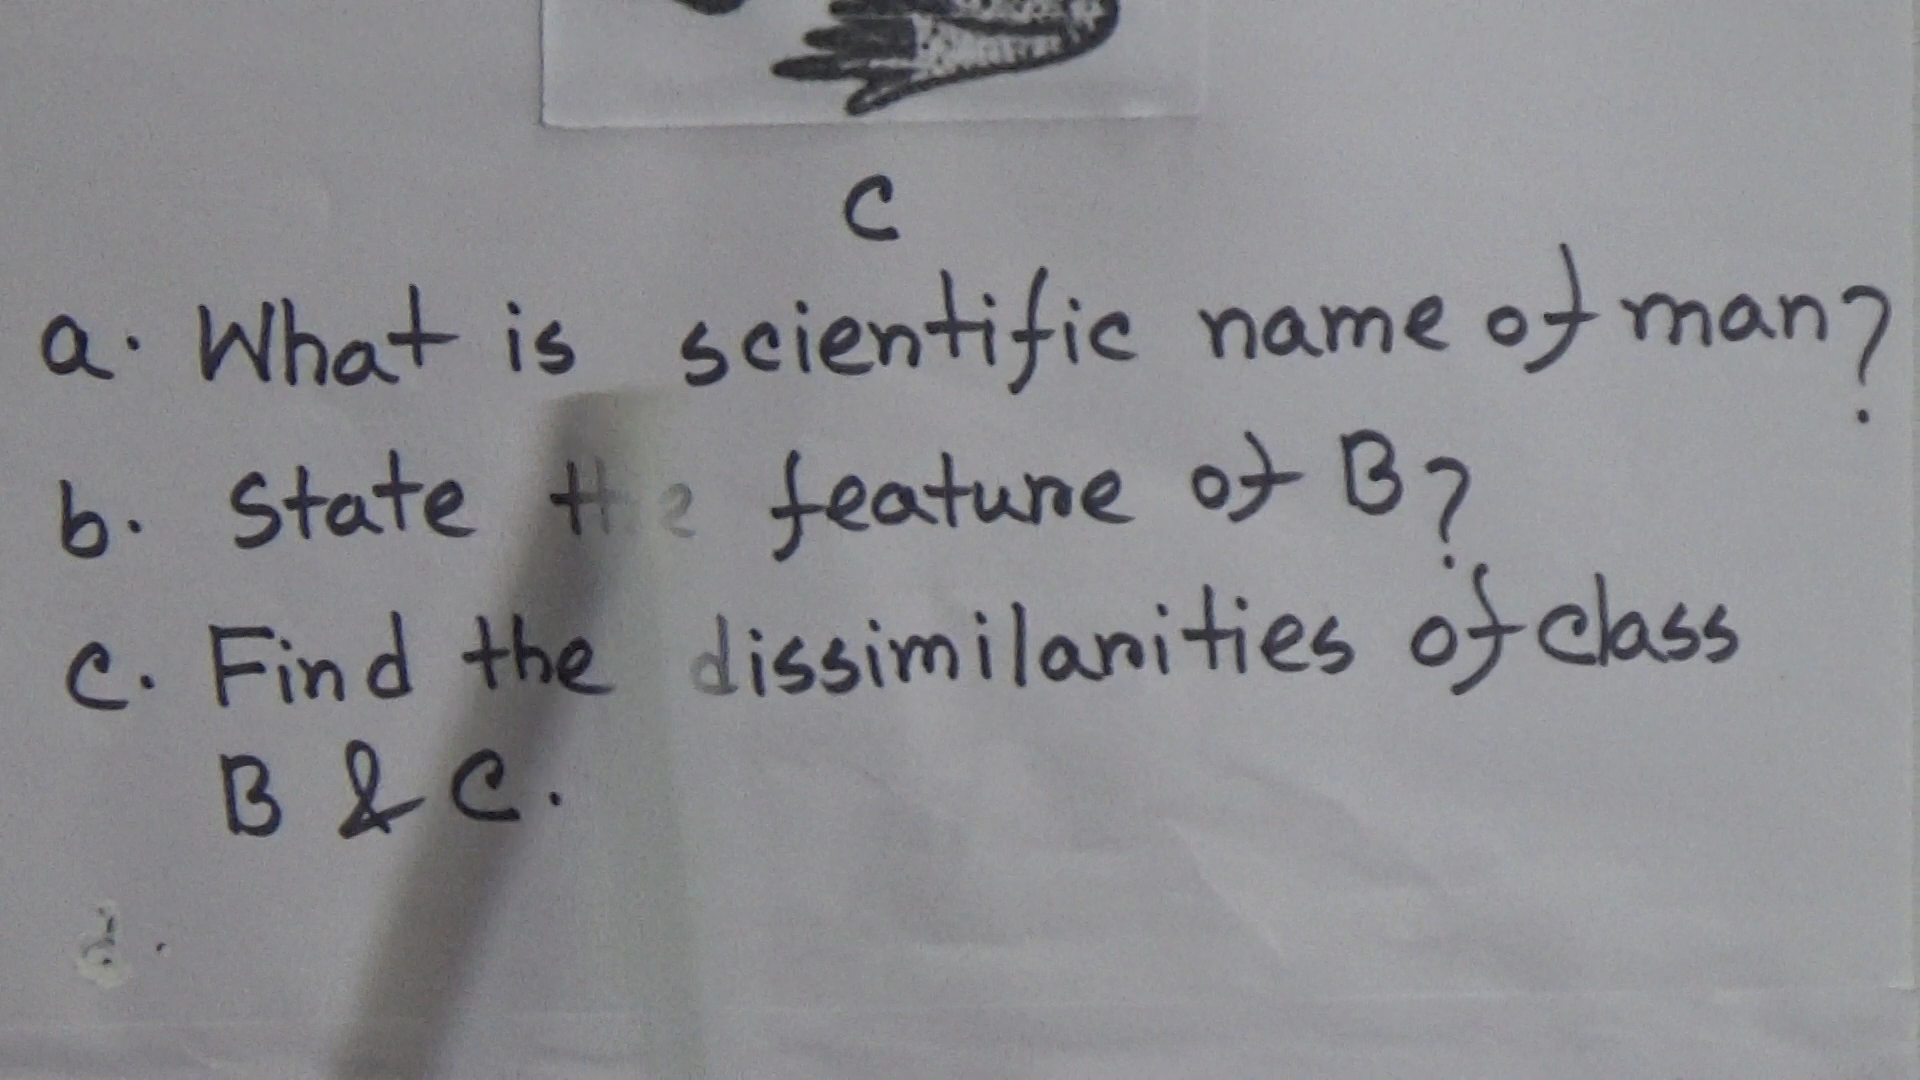 C
a. What is scientific name of man?
b. State the feature of B?
c. Find the dissimilarities of class
B & C.